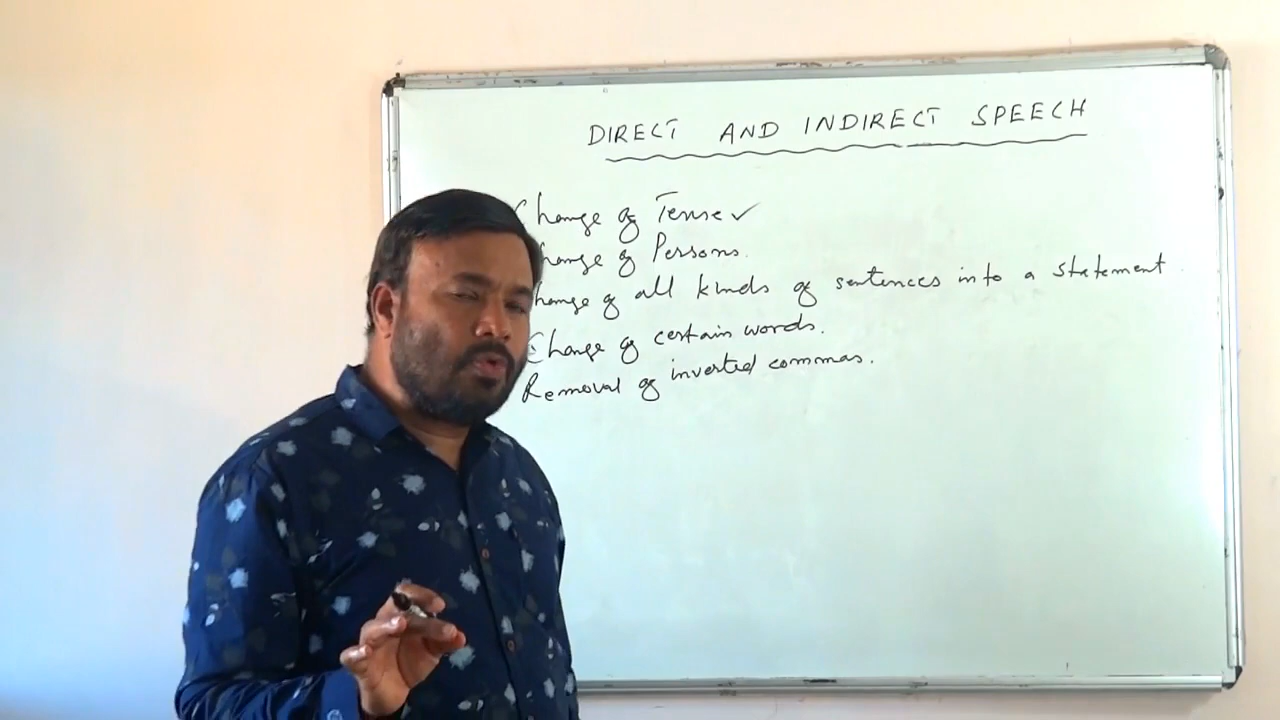 DIRECT AND INDIRECT SPEECH
Change of Tense ✓
Change of Persons.
Change of all kinds of sentences into a statement.
Change of certain words.
Removal of inverted commas.